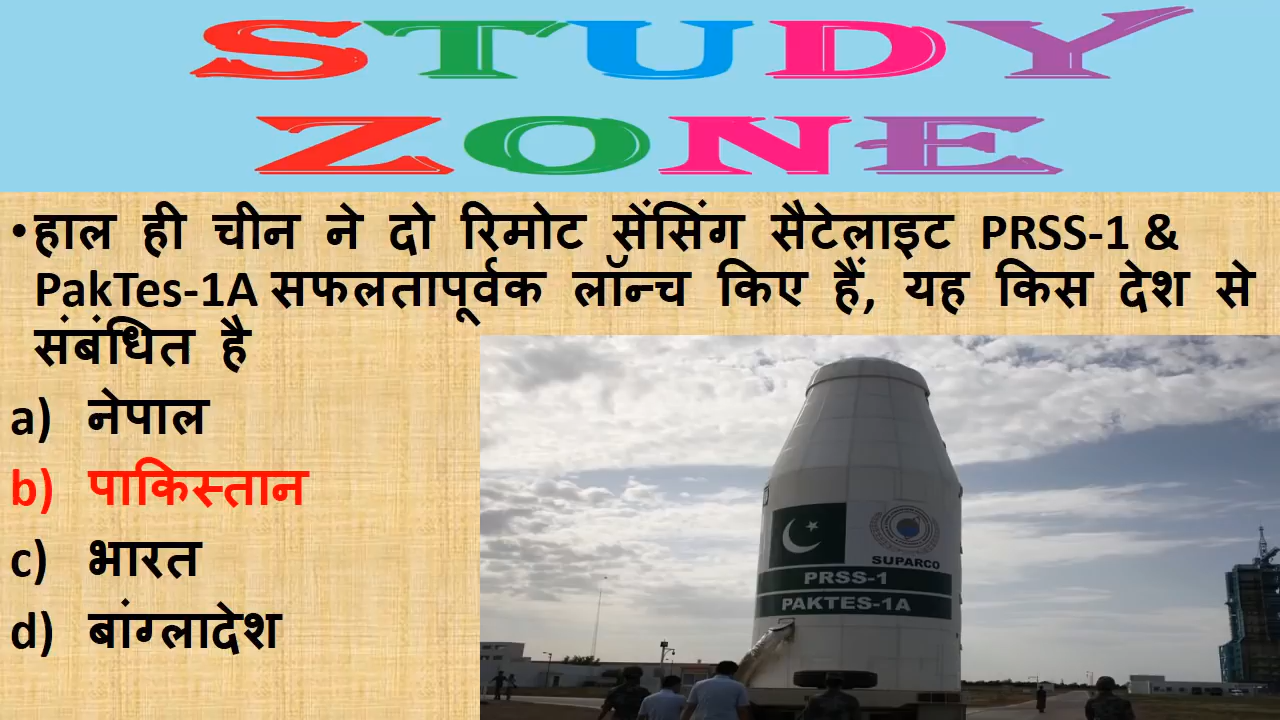 STUDY
ZONE
•हाल ही चीन ने दो रिमोट सेंसिंग सैटेलाइट PRSS-1 &
PakTes-1A सफलतापूर्वक लॉन्च किए हैं, यह किस देश से
संबंधित है
a) नेपाल
b) पाकिस्तान
c) भारत
d) बांग्लादेश
SUPARCO
PRSS-1
PAKTES-1A